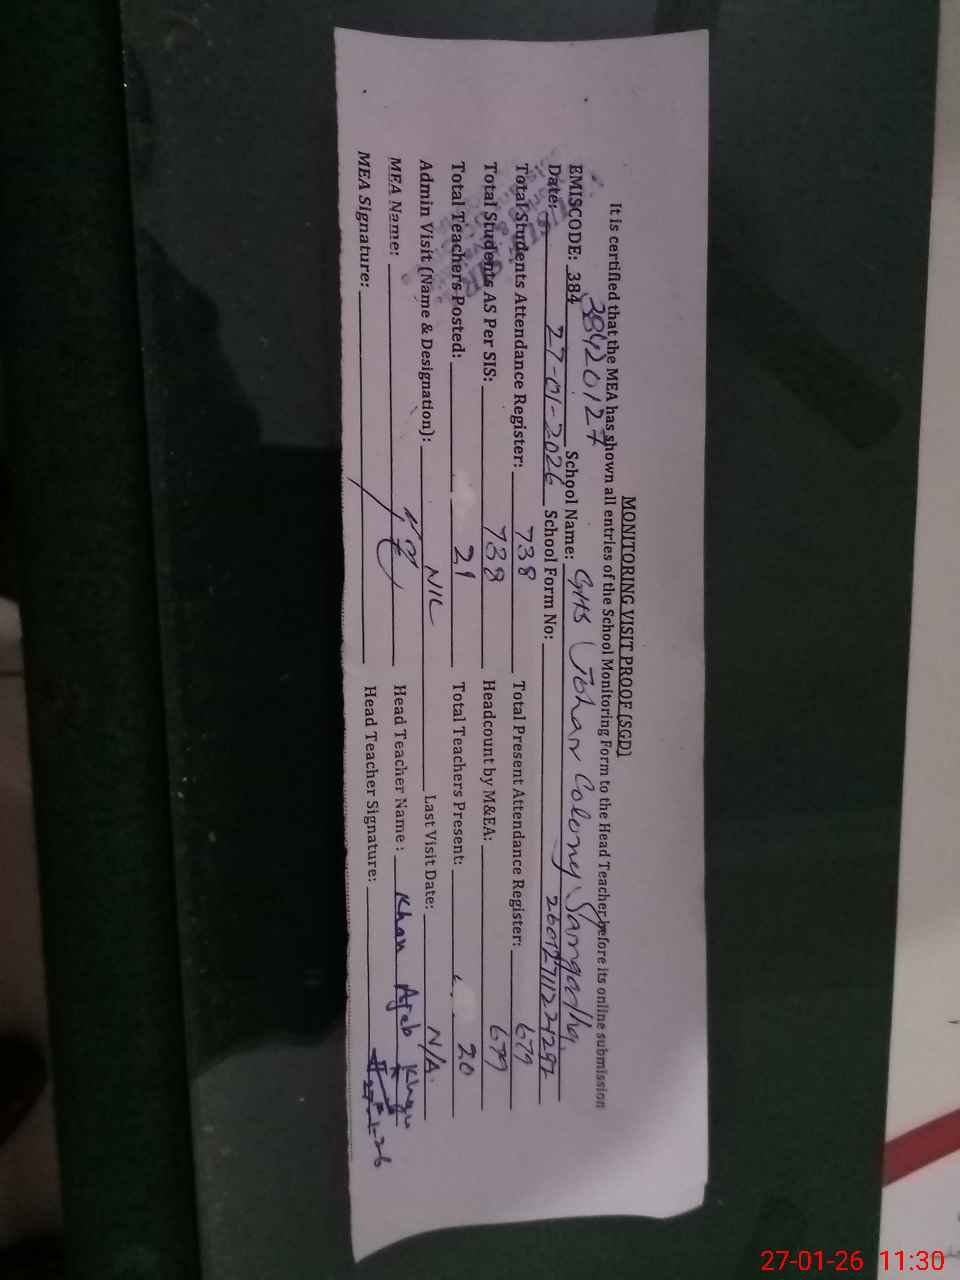 MONITORING VISIT PROOF (SGD)
It is certified that the MEA has shown all entries of the School Monitoring Form to the Head Teacher before its online submission
EMISCODE: 384 38420127 School Name: GHS Johar Colony Sargodha.
Date: 27-01-2026 School Form No:
Total Students Attendance Register: 738 Total Present Attendance Register: 679
Total Students AS Per SIS: 738 Headcount by M&EA: 679
Total Teachers Posted: 21 Total Teachers Present: 20
Admin Visit (Name & Designation): NIL Last Visit Date: N/A.
MEA Name: Head Teacher Name: Khan Ajab Khan
MEA Signature: Head Teacher Signature:
27-01-26 11:30